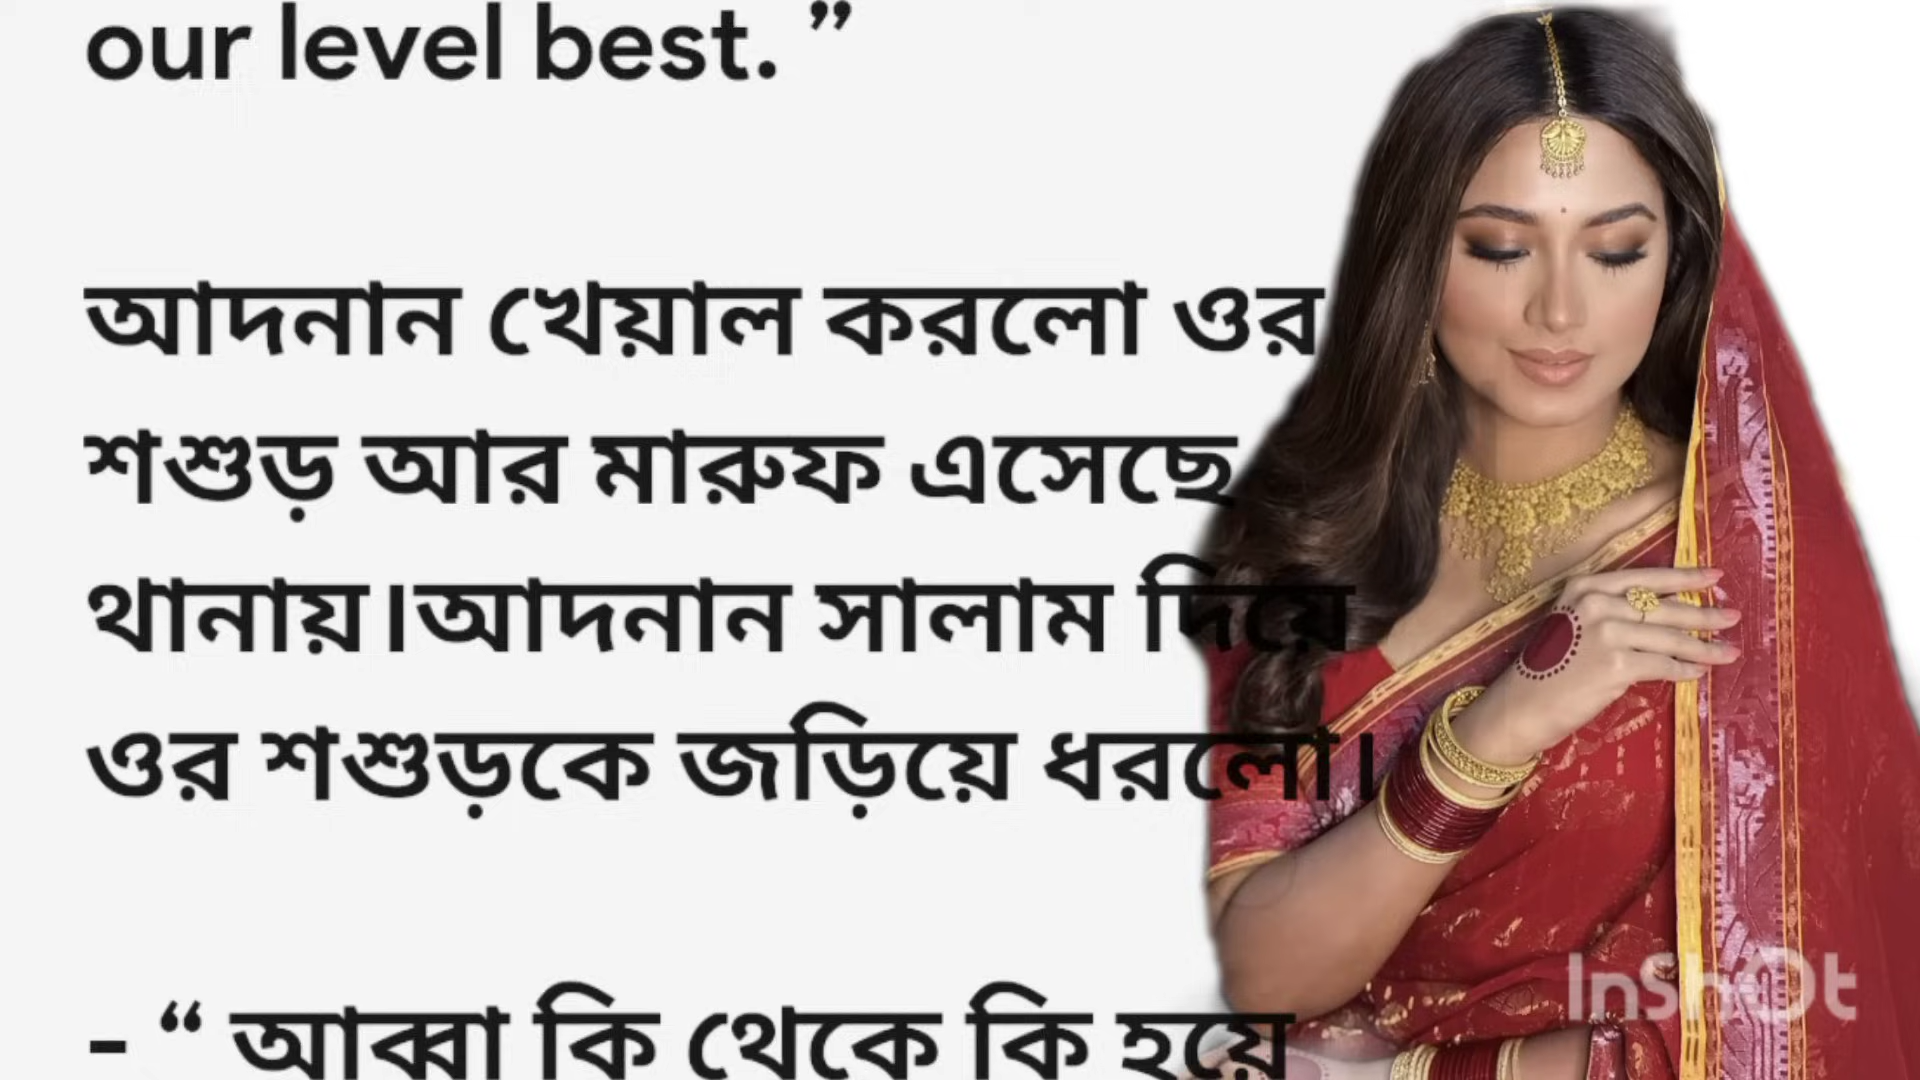 our level best. ”
আদনান খেয়াল করলো ওর
শশুড় আর মারুফ এসেছে
থানায়।আদনান সালাম দিয়ে
ওর শশুড়কে জড়িয়ে ধরলো।
- “ আব্বা কি থেকে কি হয়ে
InShOt